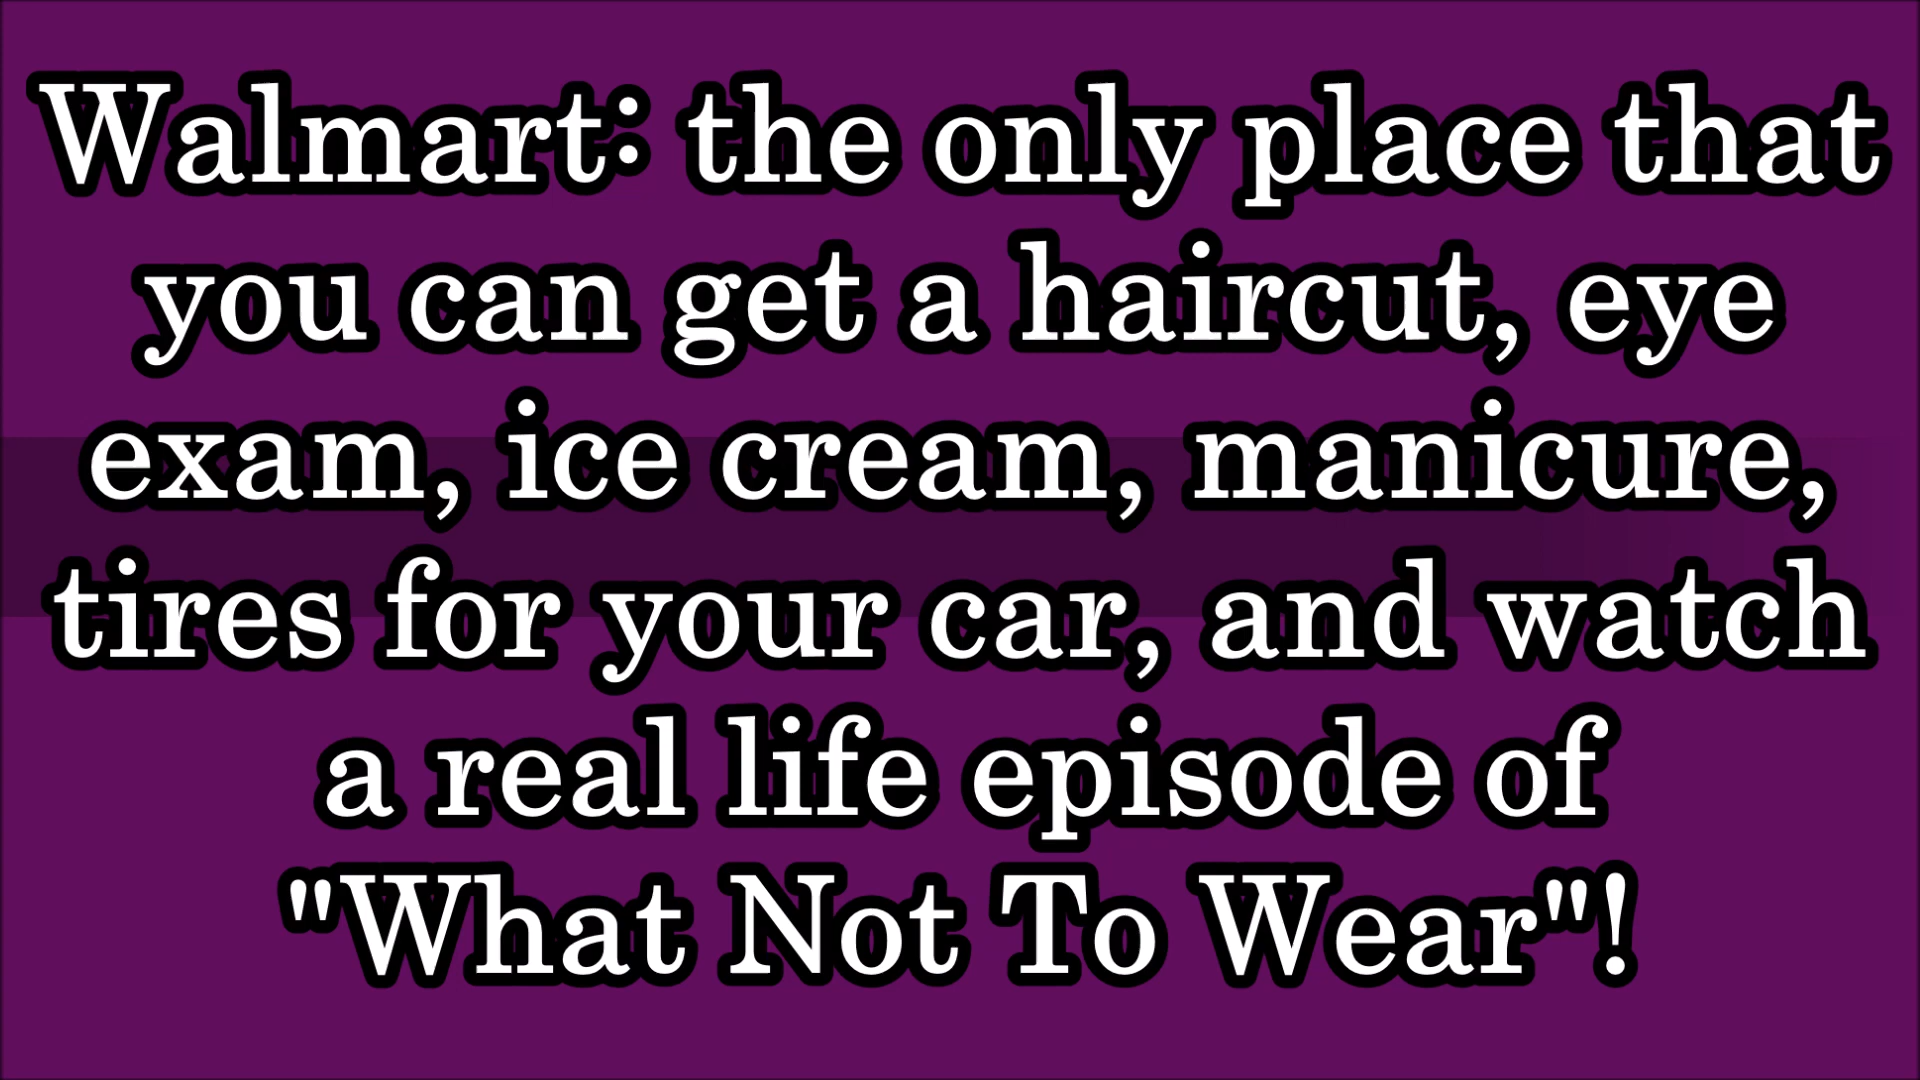 Walmart: the only place that
you can get a haircut, eye
exam, ice cream, manicure,
tires for your car, and watch
a real life episode of
"What Not To Wear"!